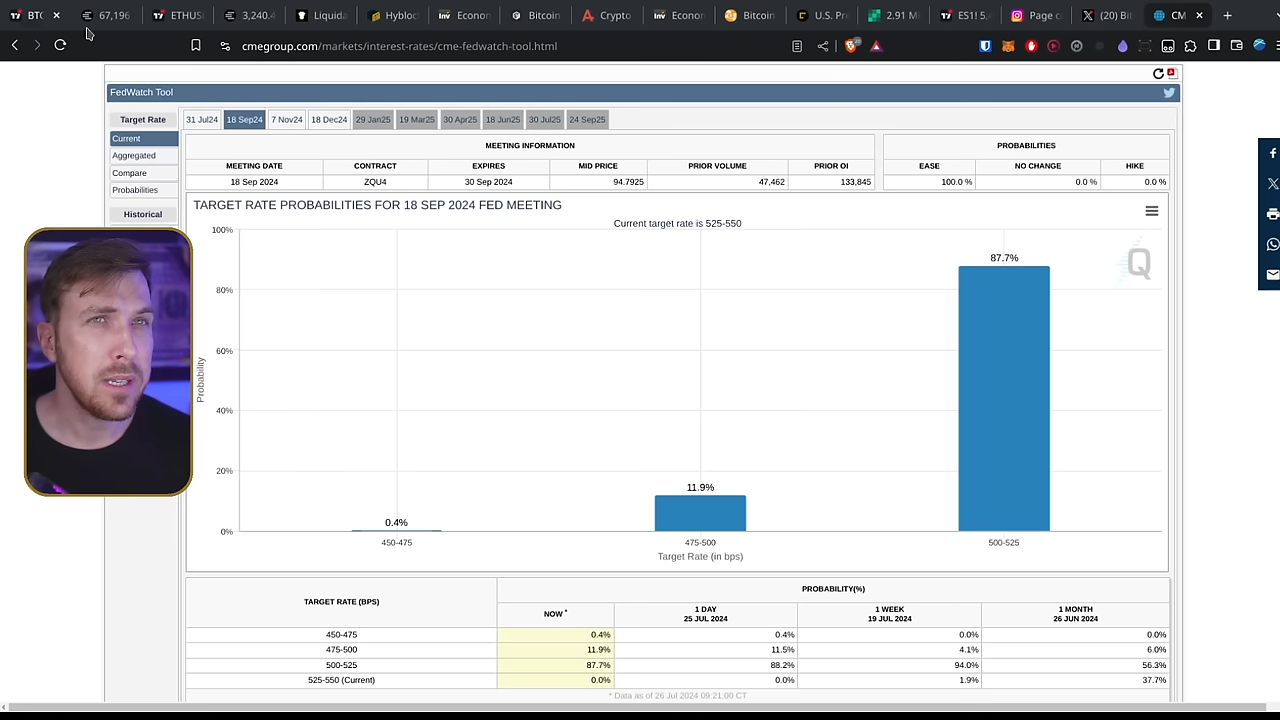 BTC
67,196
ETHUS
3,240.
Liquida
Hybloc
Econom
Bitcoin
Crypto
Econom
Bitcoin
U.S. Pr
2.91 M
ES1! 5,
Page c
(20) Bi
CM
cmegroup.com/markets/interest-rates/cme-fedwatch-tool.html
FedWatch Tool
Target Rate
31 Jul24 18 Sep24 7 Nov24 18 Dec24 29 Jan25 19 Mar25 30 Apr25 18 Jun25 30 Jul25 24 Sep25
Current
Aggregated
Compare
Probabilities
Historical
MEETING INFORMATION
MEETING DATE CONTRACT EXPIRES MID PRICE PRIOR VOLUME PRIOR OI
18 Sep 2024 ZQU4 30 Sep 2024 94.7925 47,462 133,845
PROBABILITIES
EASE NO CHANGE HIKE
100.0 % 0.0 % 0.0 %
TARGET RATE PROBABILITIES FOR 18 SEP 2024 FED MEETING
Current target rate is 525-550
Q
100%
80%
60%
40%
20%
0%
Probability
0.4%
11.9%
87.7%
450-475 475-500 500-525
Target Rate (in bps)
TARGET RATE (BPS) PROBABILITY(%)
NOW * 1 DAY 1 WEEK 1 MONTH
25 JUL 2024 19 JUL 2024 26 JUN 2024
450-475 0.4% 0.4% 0.0% 0.0%
475-500 11.9% 11.5% 4.1% 6.0%
500-525 87.7% 88.2% 94.0% 56.3%
525-550 (Current) 0.0% 0.0% 1.9% 37.7%
* Data as of 26 Jul 2024 09:21:00 CT